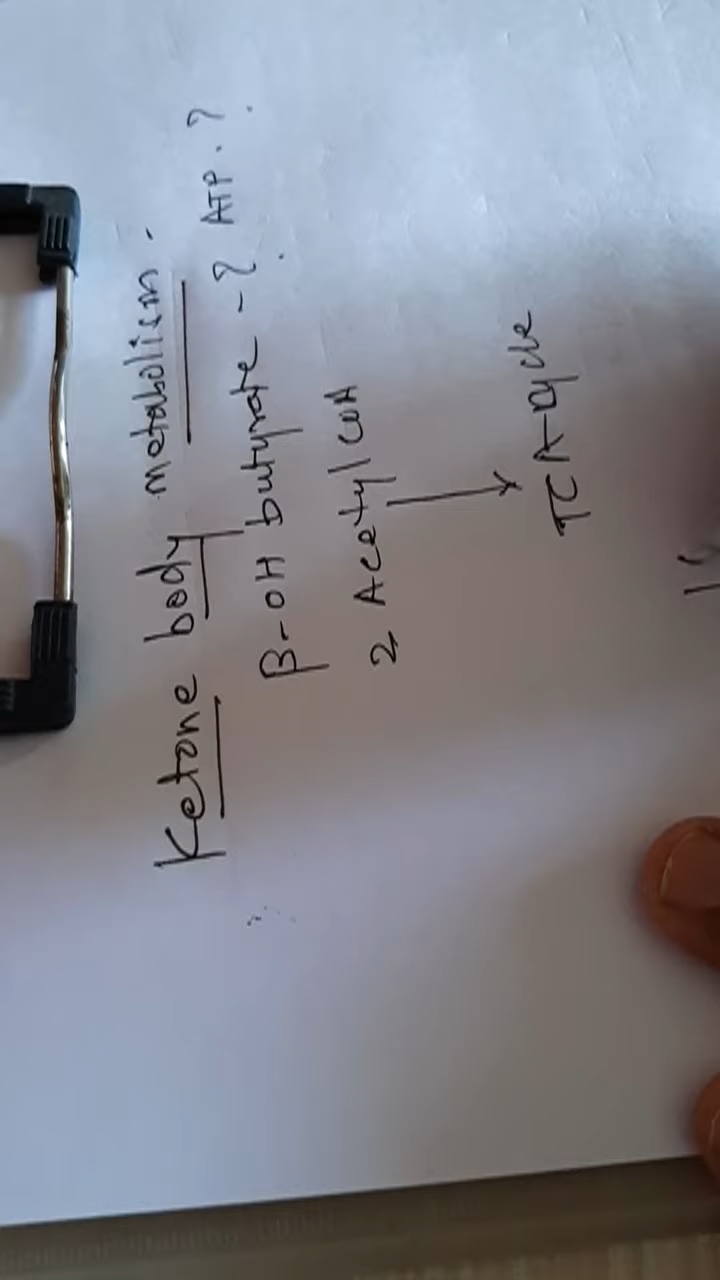 Ketone body metabolism.
β-OH butyrate - ? ATP. ?
2 Acetyl CoA
TCA-Cycle